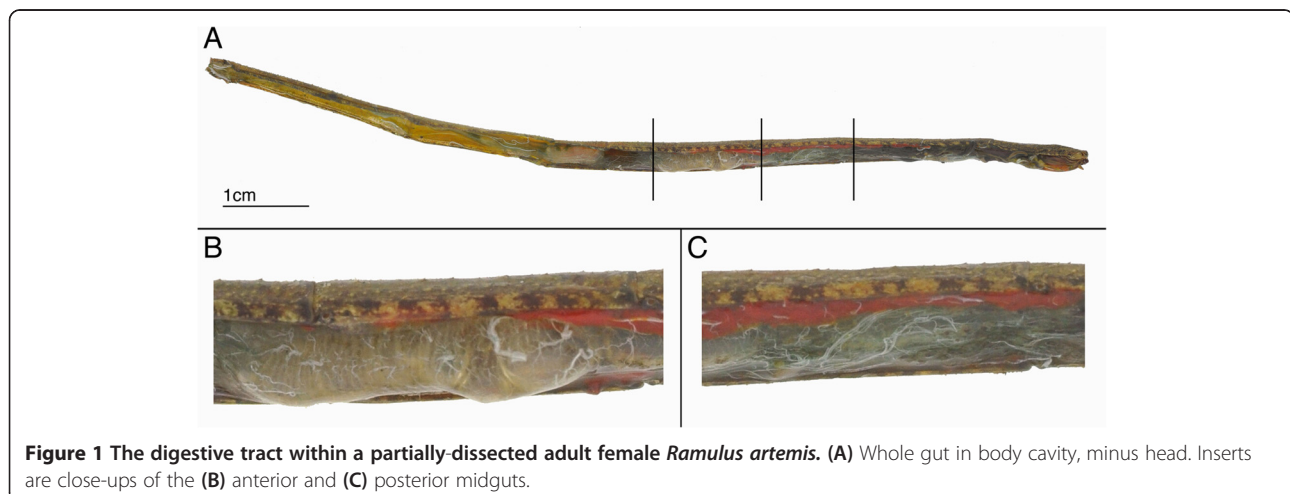 A
1cm
B
C
Figure 1 The digestive tract within a partially-dissected adult female Ramulus artemis. (A) Whole gut in body cavity, minus head. Inserts
are close-ups of the (B) anterior and (C) posterior midguts.